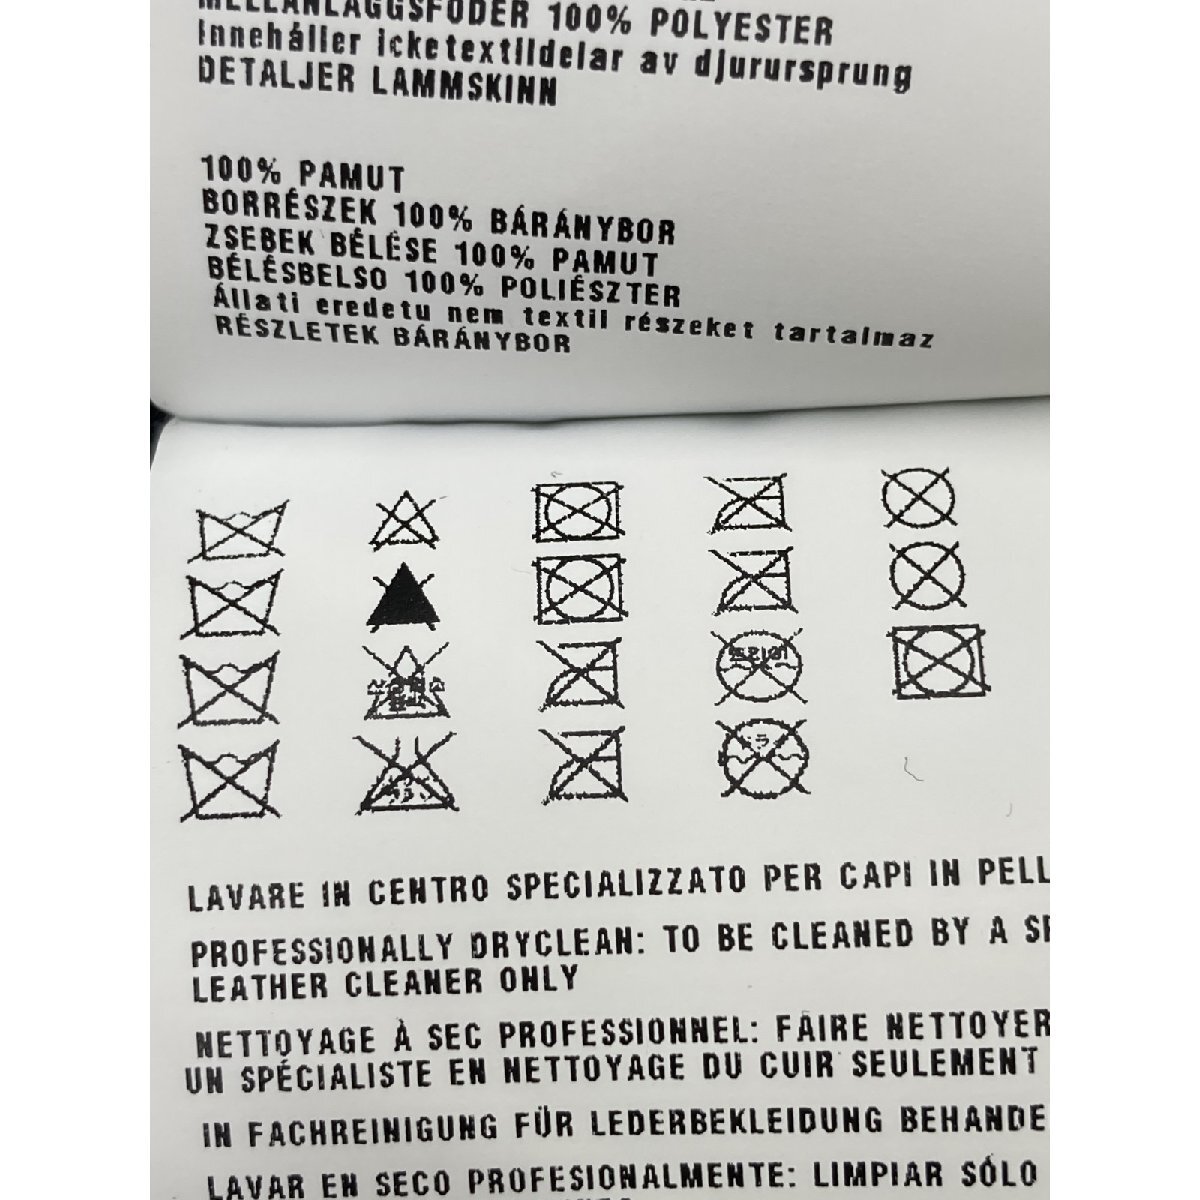 MELLANLÄGGSFODER 100% POLYESTER
Innehåller icketextildelar av djurursprung
DETALJER LAMMSKINN
100% PAMUT
BORRÉSZEK 100% BÁRÁNYBOR
ZSEBEK BÉLÉSE 100% PAMUT
BÉLÉSBELSO 100% POLIÉSZTER
Állati eredetu nem textil részeket tartalmaz
RÉSZLETEK BÁRÁNYBOR
LAVARE IN CENTRO SPECIALIZZATO PER CAPI IN PELL
PROFESSIONALLY DRYCLEAN: TO BE CLEANED BY A SP
LEATHER CLEANER ONLY
NETTOYAGE À SEC PROFESSIONNEL: FAIRE NETTOYER
UN SPÉCIALISTE EN NETTOYAGE DU CUIR SEULEMENT
IN FACHREINIGUNG FÜR LEDERBEKLEIDUNG BEHANDE
LAVAR EN SECO PROFESIONALMENTE: LIMPIAR SÓLO